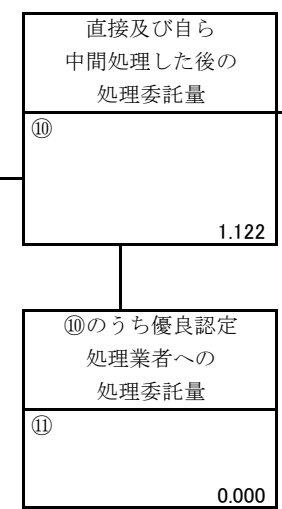 直接及び自ら
中間処理した後の
処理委託量
⑩
1.122
⑩のうち優良認定
処理業者への
処理委託量
⑪
0.000